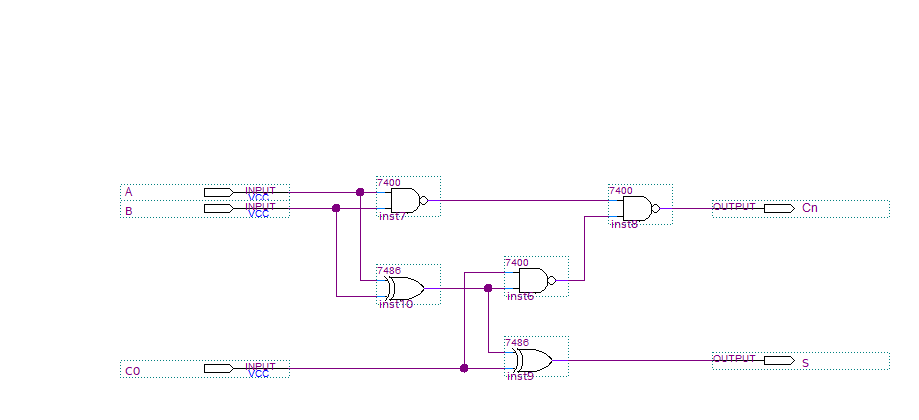 7400
A
INPUT
VCC
7400
B
INPUT
VCC
inst7
OUTPUT
Cn
inst8
7400
7486
inst10
inst6
7486
INPUT
VCC
C0
OUTPUT
S
inst9